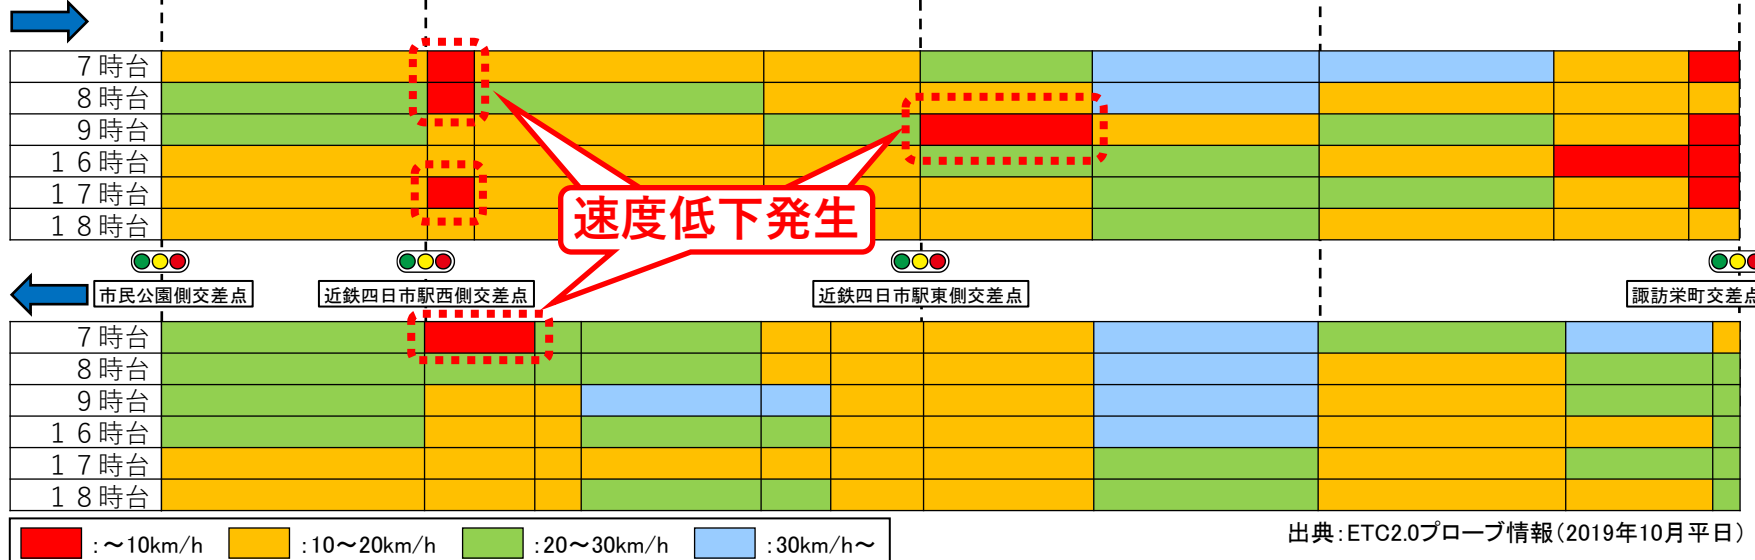 ７時台
８時台
９時台
１６時台
１７時台
１８時台
速度低下発生
市民公園側交差点
近鉄四日市駅西側交差点
近鉄四日市駅東側交差点
諏訪栄町交差点
７時台
８時台
９時台
１６時台
１７時台
１８時台
：～10km/h
：10～20km/h
：20～30km/h
：30km/h～
出典：ETC2.0プローブ情報（2019年10月平日）